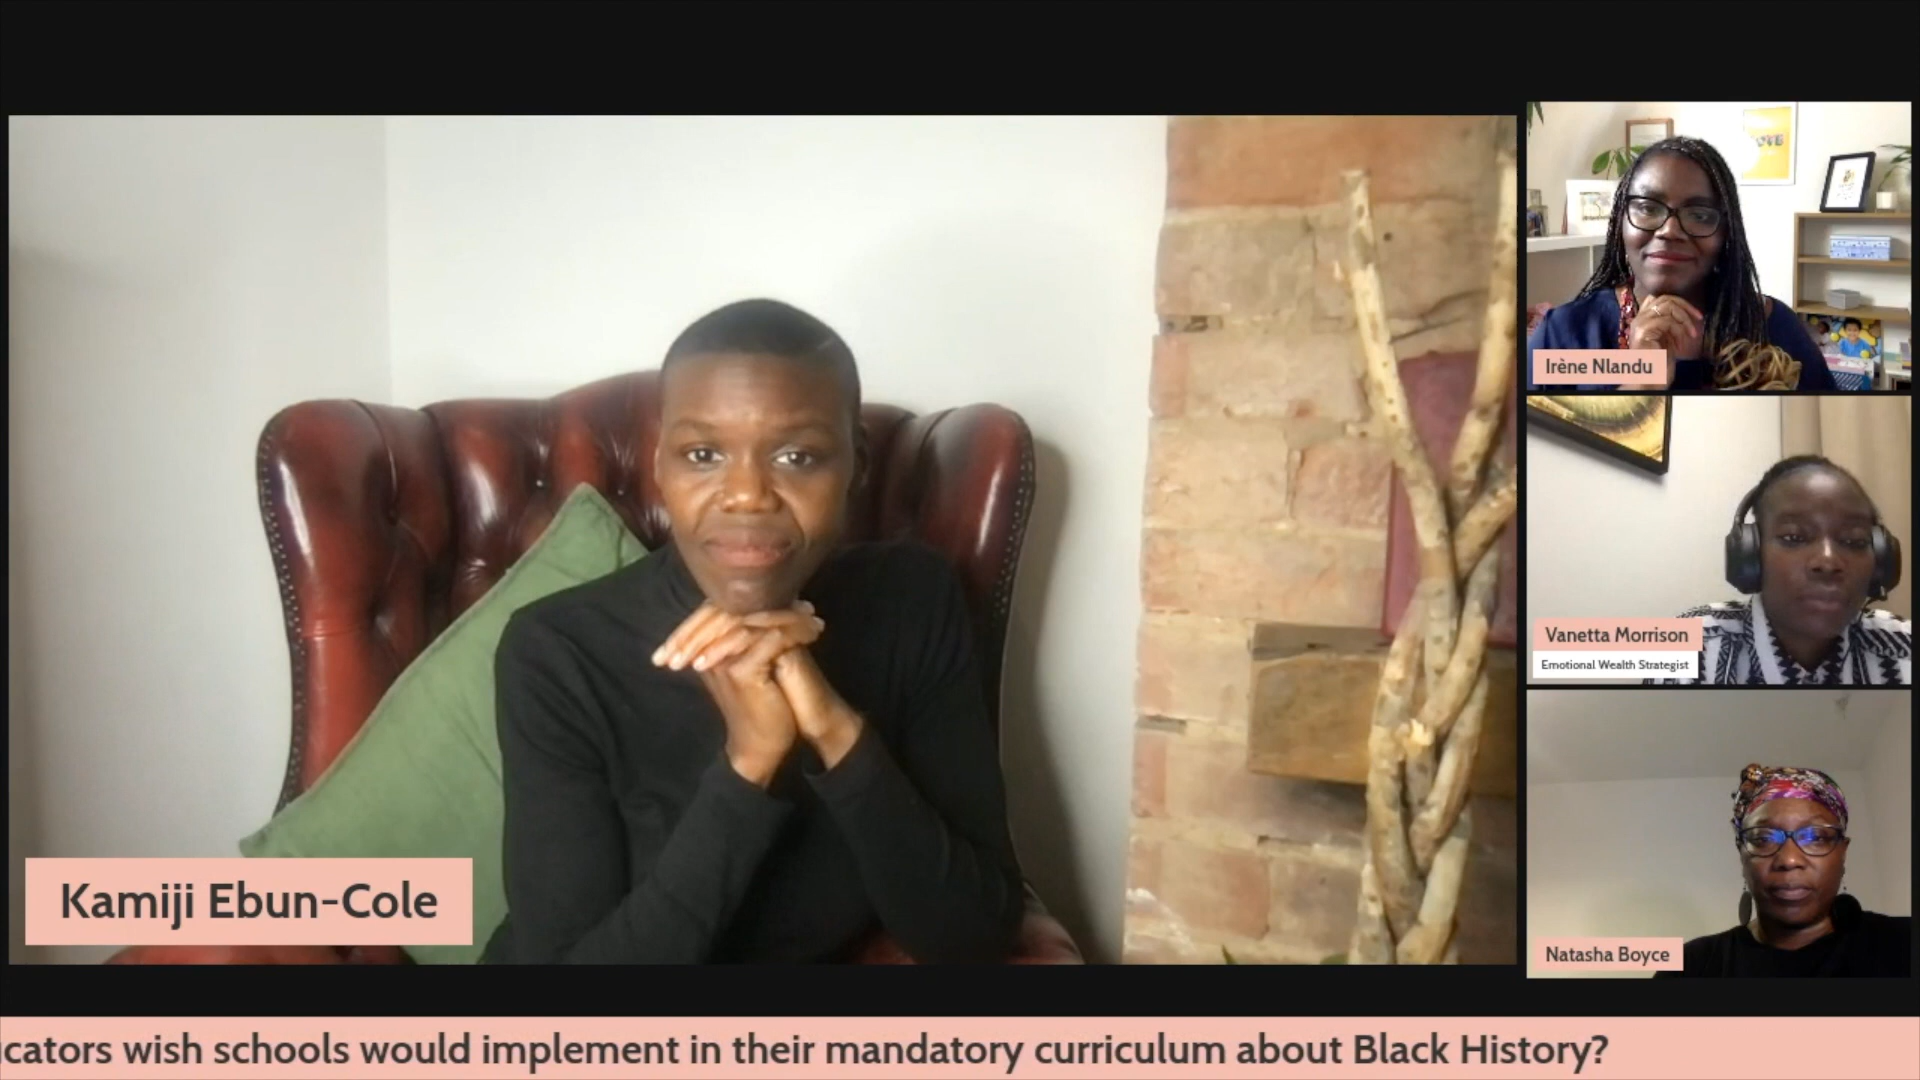 Kamiji Ebun-Cole
Irène Nlandu
Vanetta Morrison
Emotional Wealth Strategist
Natasha Boyce
cators wish schools would implement in their mandatory curriculum about Black History?